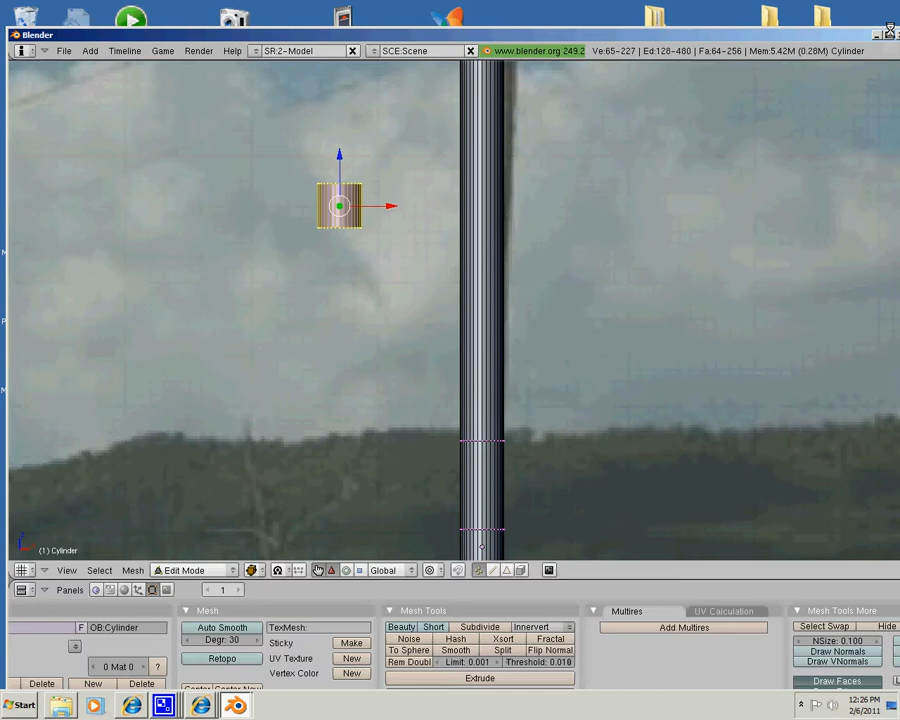 Blender
File Add Timeline Game Render Help SR:2-Model SCE:Scene www.blender.org 249.2 Ve:65-227 | Ed:128-480 | Fa:64-256 | Mem:5.42M (0.28M) Cylinder
(1) Cylinder
View Select Mesh Edit Mode Global
Panels 1
Mesh Mesh Tools Multires UV Calculation Mesh Tools More
F OB:Cylinder Auto Smooth TexMesh: Beauty Short Subdivide Innervert Add Multires Select Swap Hide
Degr: 30 Sticky Make Noise Hash Xsort Fractal NSize: 0.100
Retopo UV Texture New To Sphere Smooth Split Flip Normal Draw Normals
0 Mat 0 ? Vertex Color New Rem Doubl Limit: 0.001 Threshold: 0.010 Draw VNormals
Delete New Delete Extrude Draw Faces
Start 12:26 PM
2/6/2011